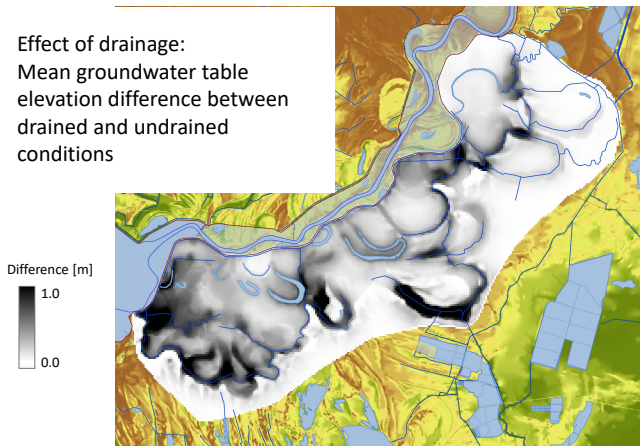 Effect of drainage:
Mean groundwater table
elevation difference between
drained and undrained
conditions
Difference [m]
1.0
0.0